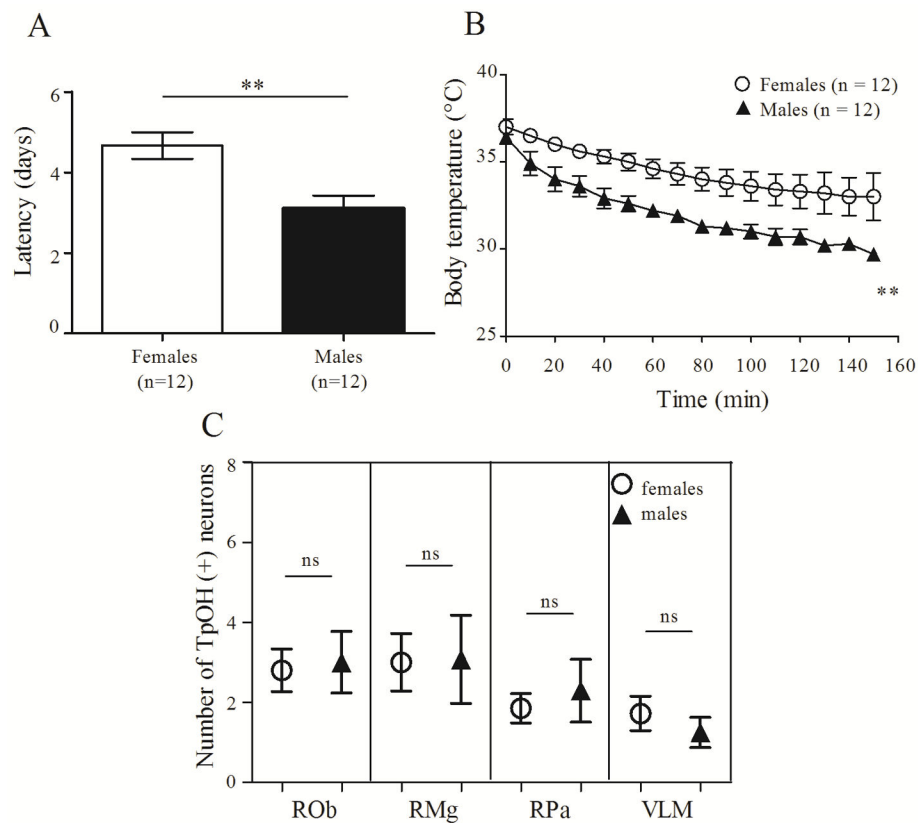 A
Latency (days)
6
4
2
0
**
Females
(n=12)
Males
(n=12)
B
Body temperature (°C)
40
35
30
25
Females (n = 12)
Males (n = 12)
**
0 20 40 60 80 100 120 140 160
Time (min)
C
Number of TpOH (+) neurons
8
6
4
2
0
females
males
ns
ns
ns
ns
ROb RMg RPa VLM